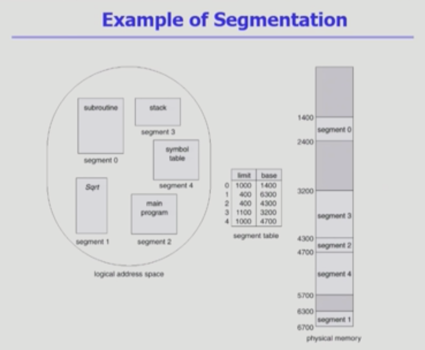 Example of Segmentation
subroutine
segment 0
stack
segment 3
symbol
table
segment 4
Sqrt
segment 1
main
program
segment 2
logical address space
limit base
0 1000 1400
1 400 6300
2 400 4300
3 1100 3200
4 1000 4700
segment table
1400
segment 0
2400
3200
segment 3
4300
segment 2
4700
segment 4
5700
6300
segment 1
6700
physical memory